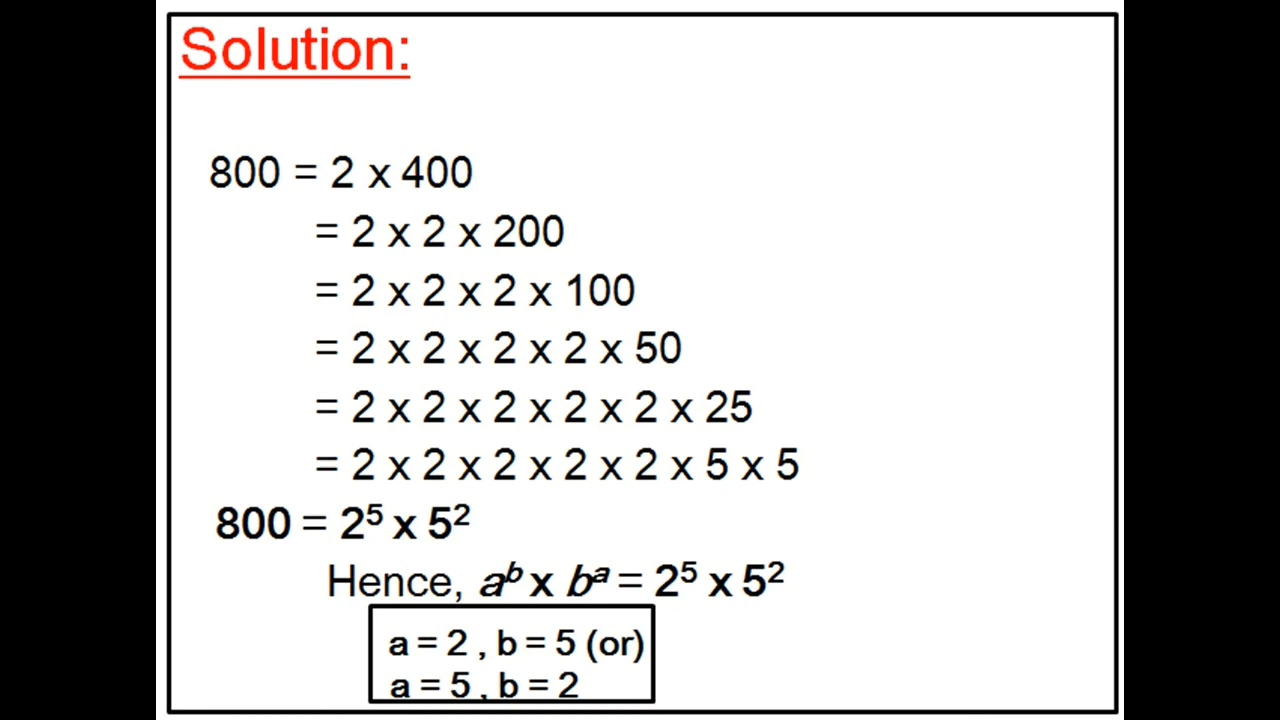 Solution:
800 = 2 x 400
= 2 x 2 x 200
= 2 x 2 x 2 x 100
= 2 x 2 x 2 x 2 x 50
= 2 x 2 x 2 x 2 x 2 x 25
= 2 x 2 x 2 x 2 x 2 x 5 x 5
800 = 2⁵ x 5²
Hence, aᵇ x bᵃ = 2⁵ x 5²
a = 2 , b = 5 (or)
a = 5 , b = 2